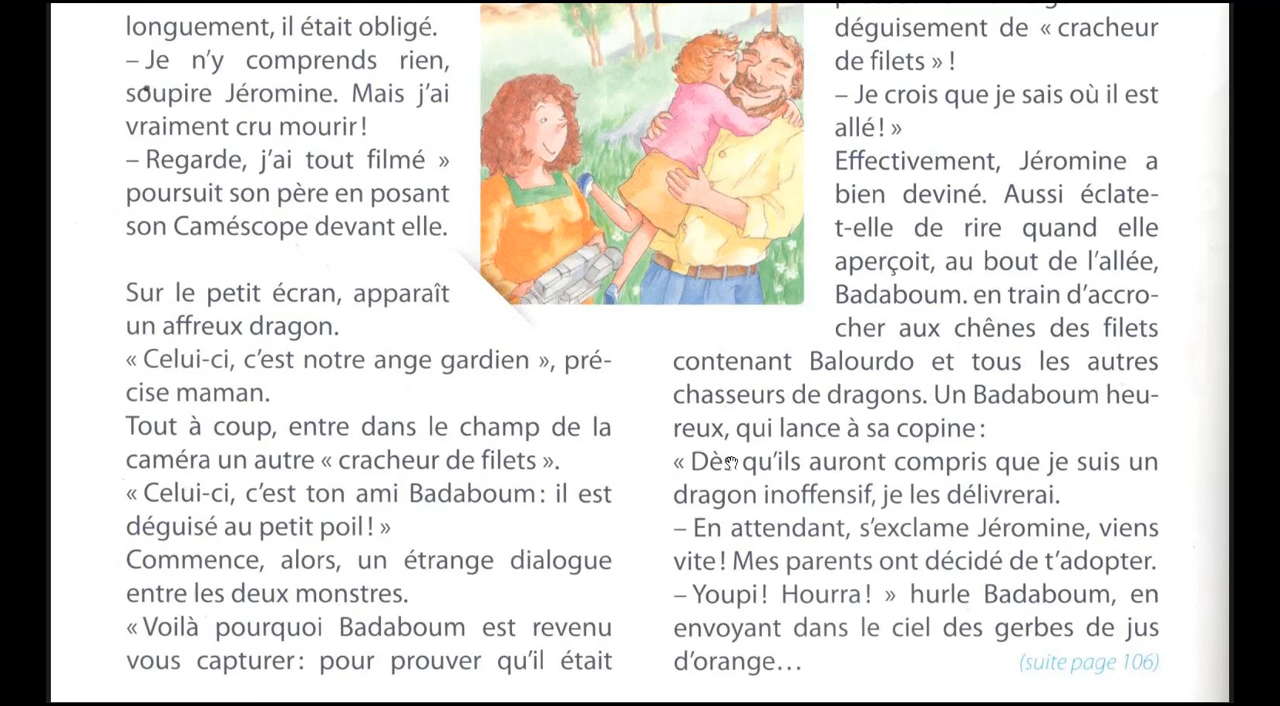 longuement, il était obligé.
– Je n'y comprends rien,
soupire Jéromine. Mais j'ai
vraiment cru mourir !
– Regarde, j'ai tout filmé »
poursuit son père en posant
son Caméscope devant elle.
Sur le petit écran, apparaît
un affreux dragon.
« Celui-ci, c'est notre ange gardien », pré-
cise maman.
Tout à coup, entre dans le champ de la
caméra un autre « cracheur de filets ».
« Celui-ci, c'est ton ami Badaboum : il est
déguisé au petit poil ! »
Commence, alors, un étrange dialogue
entre les deux monstres.
« Voilà pourquoi Badaboum est revenu
vous capturer : pour prouver qu'il était
déguisement de « cracheur
de filets » !
– Je crois que je sais où il est
allé ! »
Effectivement, Jéromine a
bien deviné. Aussi éclate-
t-elle de rire quand elle
aperçoit, au bout de l'allée,
Badaboum. en train d'accro-
cher aux chênes des filets
contenant Balourdo et tous les autres
chasseurs de dragons. Un Badaboum heu-
reux, qui lance à sa copine :
« Dès qu'ils auront compris que je suis un
dragon inoffensif, je les délivrerai.
– En attendant, s'exclame Jéromine, viens
vite ! Mes parents ont décidé de t'adopter.
– Youpi ! Hourra ! » hurle Badaboum, en
envoyant dans le ciel des gerbes de jus
d'orange...
(suite page 106)